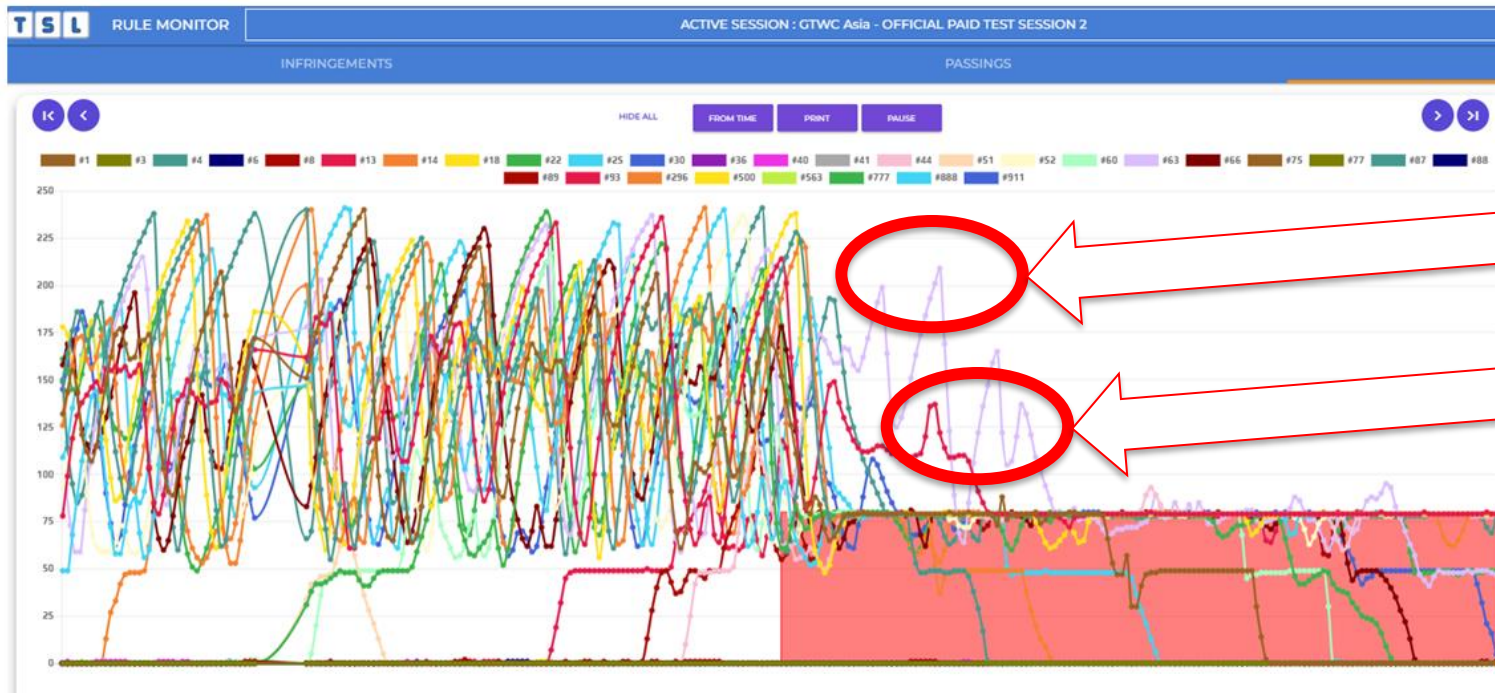 TSL RULE MONITOR ACTIVE SESSION : GTWC Asia - OFFICIAL PAID TEST SESSION 2
INFRINGEMENTS PASSINGS
HIDE ALL FROM TIME PRINT PAUSE
#1 #3 #4 #6 #8 #13 #14 #18 #22 #25 #30 #36 #40 #41 #44 #51 #52 #60 #63 #66 #75 #77 #87 #88
#89 #93 #296 #500 #563 #777 #888 #911
250
225
200
175
150
125
100
75
50
25
0